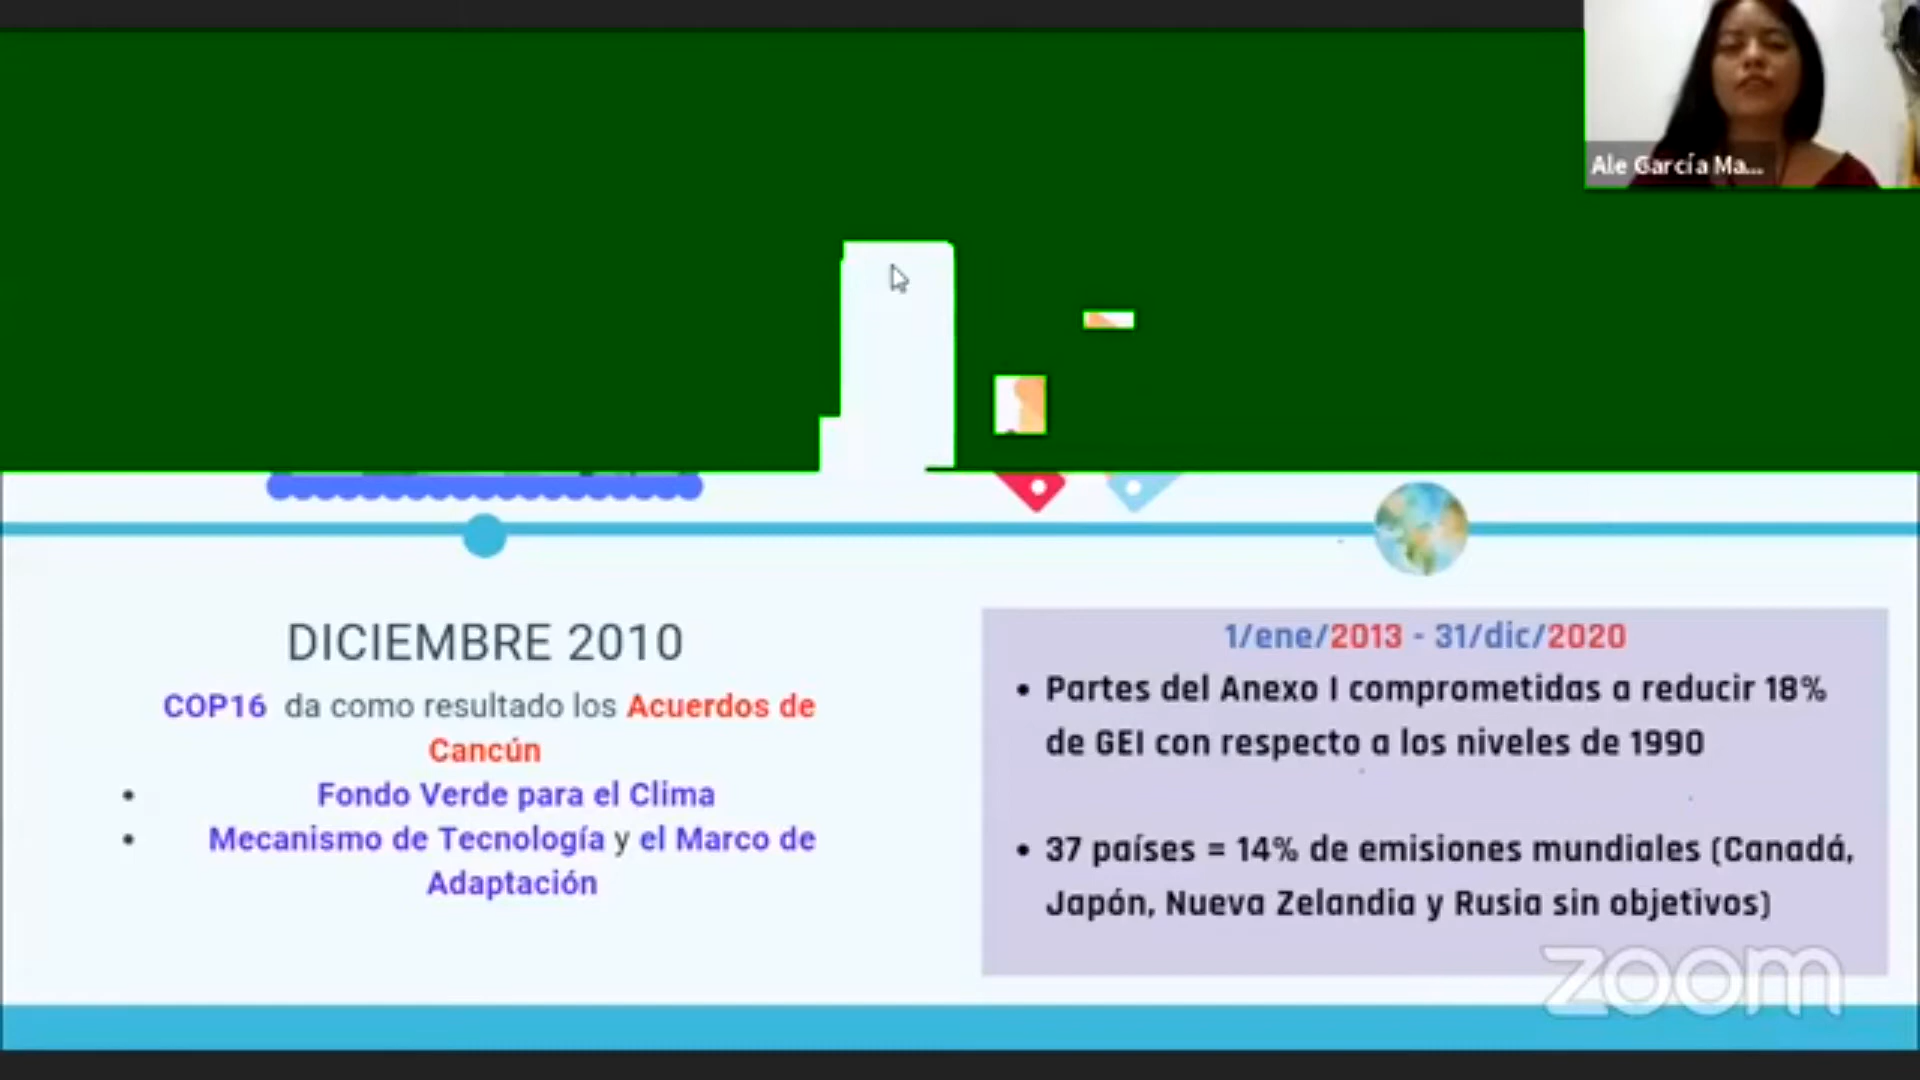 Ale García Ma...
DICIEMBRE 2010
COP16 da como resultado los Acuerdos de
Cancún
• Fondo Verde para el Clima
• Mecanismo de Tecnología y el Marco de
Adaptación
1/ene/2013 - 31/dic/2020
• Partes del Anexo I comprometidas a reducir 18%
de GEI con respecto a los niveles de 1990
• 37 países = 14% de emisiones mundiales (Canadá,
Japón, Nueva Zelandia y Rusia sin objetivos)
zoom